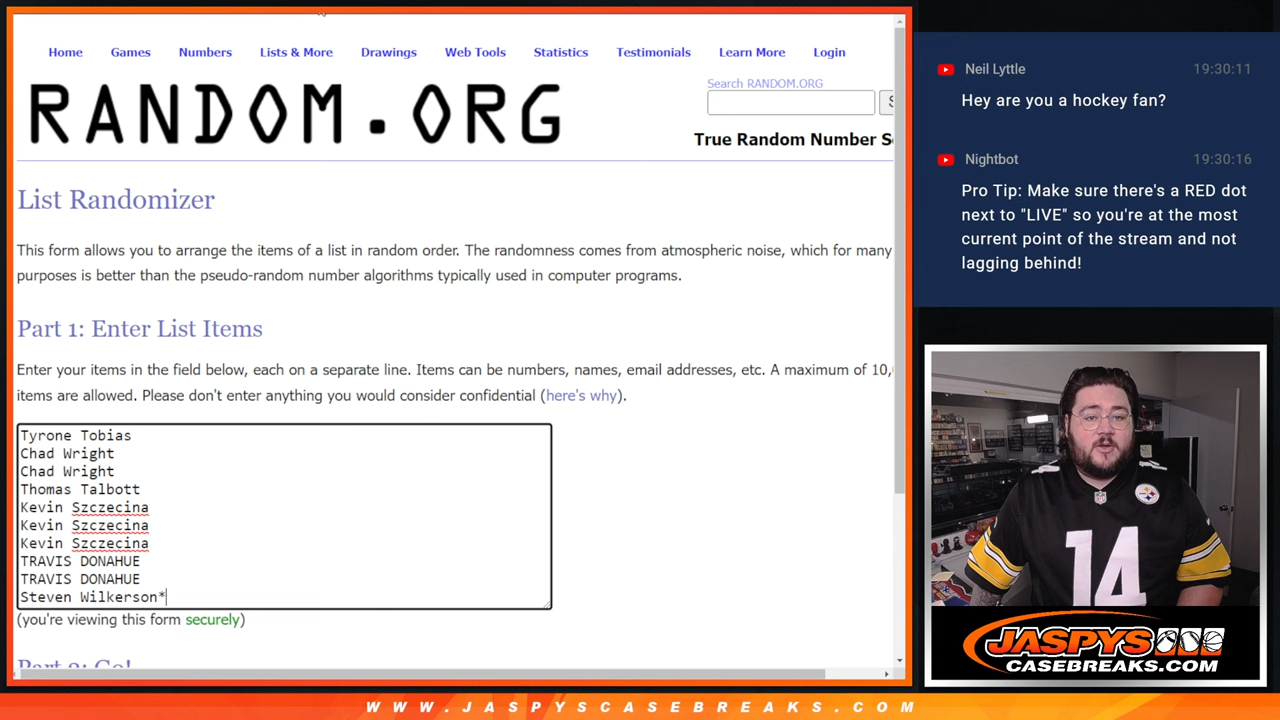 Home Games Numbers Lists & More Drawings Web Tools Statistics Testimonials Learn More Login
RANDOM.ORG
Search RANDOM.ORG
True Random Number
List Randomizer
This form allows you to arrange the items of a list in random order. The randomness comes from atmospheric noise, which for many
purposes is better than the pseudo-random number algorithms typically used in computer programs.
Part 1: Enter List Items
Enter your items in the field below, each on a separate line. Items can be numbers, names, email addresses, etc. A maximum of 10,
items are allowed. Please don't enter anything you would consider confidential (here's why).
Tyrone Tobias
Chad Wright
Chad Wright
Thomas Talbott
Kevin Szczecina
Kevin Szczecina
Kevin Szczecina
TRAVIS DONAHUE
TRAVIS DONAHUE
Steven Wilkerson*
(you're viewing this form securely)
Part 2: Go!
Neil Lyttle 19:30:11
Hey are you a hockey fan?
Nightbot 19:30:16
Pro Tip: Make sure there's a RED dot
next to "LIVE" so you're at the most
current point of the stream and not
lagging behind!
14
JASPYS
CASEBREAKS.COM
WWW.JASPYSCASEBREAKS.COM